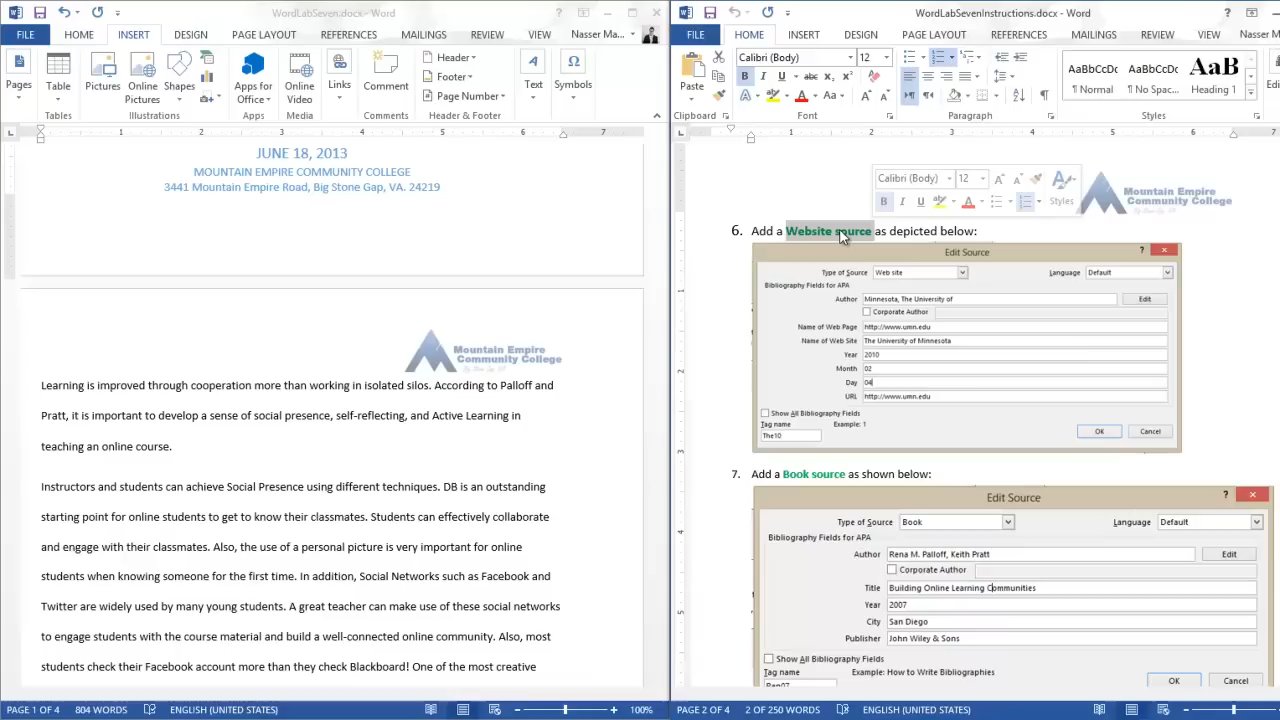 WordLabSeven.docx - Word
FILE HOME INSERT DESIGN PAGE LAYOUT REFERENCES MAILINGS REVIEW VIEW Nasser Ma...
Pages Table Pictures Online Pictures Shapes Apps for Office Online Video Links Comment Header Footer Page Number Text Symbols
Tables Illustrations Apps Media Comments Header & Footer
1 2 3 4 5 6 7
JUNE 18, 2013
MOUNTAIN EMPIRE COMMUNITY COLLEGE
3441 Mountain Empire Road, Big Stone Gap, VA. 24219
Mountain Empire
Community College
Learning is improved through cooperation more than working in isolated silos. According to Palloff and
Pratt, it is important to develop a sense of social presence, self-reflecting, and Active Learning in
teaching an online course.
Instructors and students can achieve Social Presence using different techniques. DB is an outstanding
starting point for online students to get to know their classmates. Students can effectively collaborate
and engage with their classmates. Also, the use of a personal picture is very important for online
students when knowing someone for the first time. In addition, Social Networks such as Facebook and
Twitter are widely used by many young students. A great teacher can make use of these social networks
to engage students with the course material and build a well-connected online community. Also, most
students check their Facebook account more than they check Blackboard! One of the most creative
PAGE 1 OF 4 804 WORDS ENGLISH (UNITED STATES) 100%
WordLabSevenInstructions.docx - Word
FILE HOME INSERT DESIGN PAGE LAYOUT REFERENCES MAILINGS REVIEW VIEW Nasser M
Paste Calibri (Body) 12 AaBbCcDc AaBbCcDc AaB Edi
B I U abc x₂ x² ¶ Normal ¶ No Spac... Heading 1
Clipboard Font Paragraph Styles
1 2 3 4 5 6 7
Calibri (Body) 12
B I U Styles
Mountain Empire
Community College
6. Add a Website source as depicted below:
Edit Source
Type of Source Web site Language Default
Bibliography Fields for APA
Author Minnesota, The University of Edit
Corporate Author
Name of Web Page http://www.umn.edu
Name of Web Site The University of Minnesota
Year 2010
Month 02
Day 04
URL http://www.umn.edu
Show All Bibliography Fields
Tag name Example: 1
The10 OK Cancel
7. Add a Book source as shown below:
Edit Source
Type of Source Book Language Default
Bibliography Fields for APA
Author Rena M. Palloff, Keith Pratt Edit
Corporate Author
Title Building Online Learning Communities
Year 2007
City San Diego
Publisher John Wiley & Sons
Show All Bibliography Fields
Tag name Example: How to Write Bibliographies
OK Cancel
PAGE 2 OF 4 2 OF 250 WORDS ENGLISH (UNITED STATES)